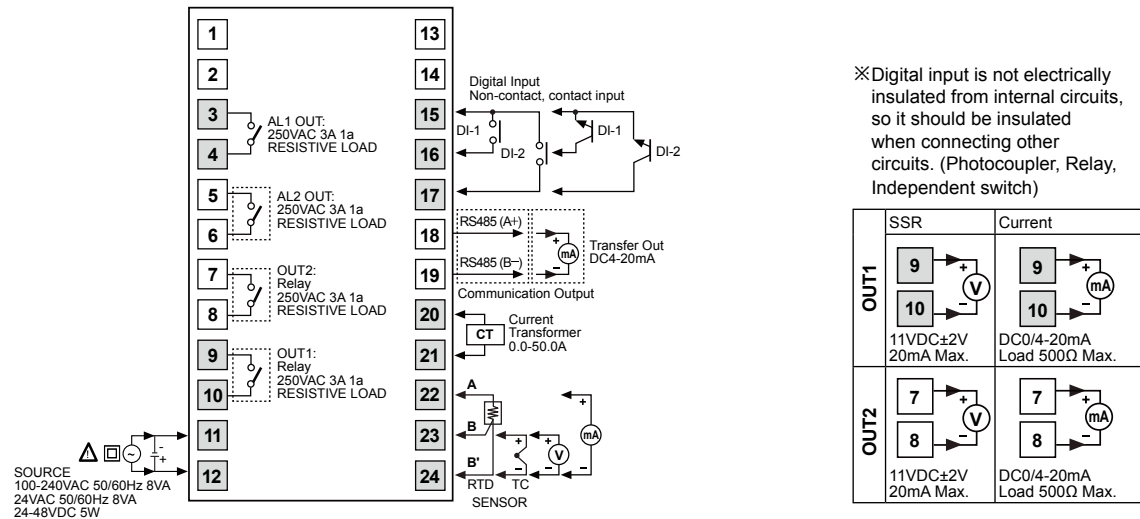 1
2
3
4
5
6
7
8
9
10
11
12
13
14
15
16
17
18
19
20
21
22
23
24
AL1 OUT:
250VAC 3A 1a
RESISTIVE LOAD
AL2 OUT:
250VAC 3A 1a
RESISTIVE LOAD
OUT2:
Relay
250VAC 3A 1a
RESISTIVE LOAD
OUT1:
Relay
250VAC 3A 1a
RESISTIVE LOAD
- +
SOURCE
100-240VAC 50/60Hz 8VA
24VAC 50/60Hz 8VA
24-48VDC 5W
Digital Input
Non-contact, contact input
DI-1
DI-2
DI-1
DI-2
RS485 (A+)
RS485 (B−)
+ mA −
Transfer Out
DC4-20mA
Communication Output
CT
Current
Transformer
0.0-50.0A
A
B
B'
RTD
+ − TC
+ V −
+ mA −
SENSOR
※Digital input is not electrically
insulated from internal circuits,
so it should be insulated
when connecting other
circuits. (Photocoupler, Relay,
Independent switch)
SSR
Current
OUT1
9
10
+ V −
11VDC±2V
20mA Max.
9
10
+ mA −
DC0/4-20mA
Load 500Ω Max.
OUT2
7
8
+ V −
11VDC±2V
20mA Max.
7
8
+ mA −
DC0/4-20mA
Load 500Ω Max.